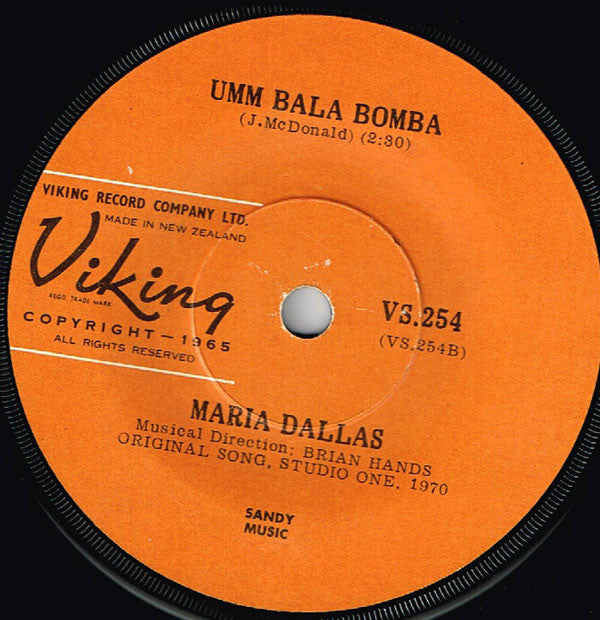 UMM BALA BOMBA
(J.McDonald) (2:30)
VIKING RECORD COMPANY LTD.
MADE IN NEW ZEALAND
Viking
REGD. TRADE MARK
COPYRIGHT—1965
ALL RIGHTS RESERVED
VS.254
(VS.254B)
MARIA DALLAS
Musical Direction: BRIAN HANDS
ORIGINAL SONG, STUDIO ONE, 1970
SANDY
MUSIC